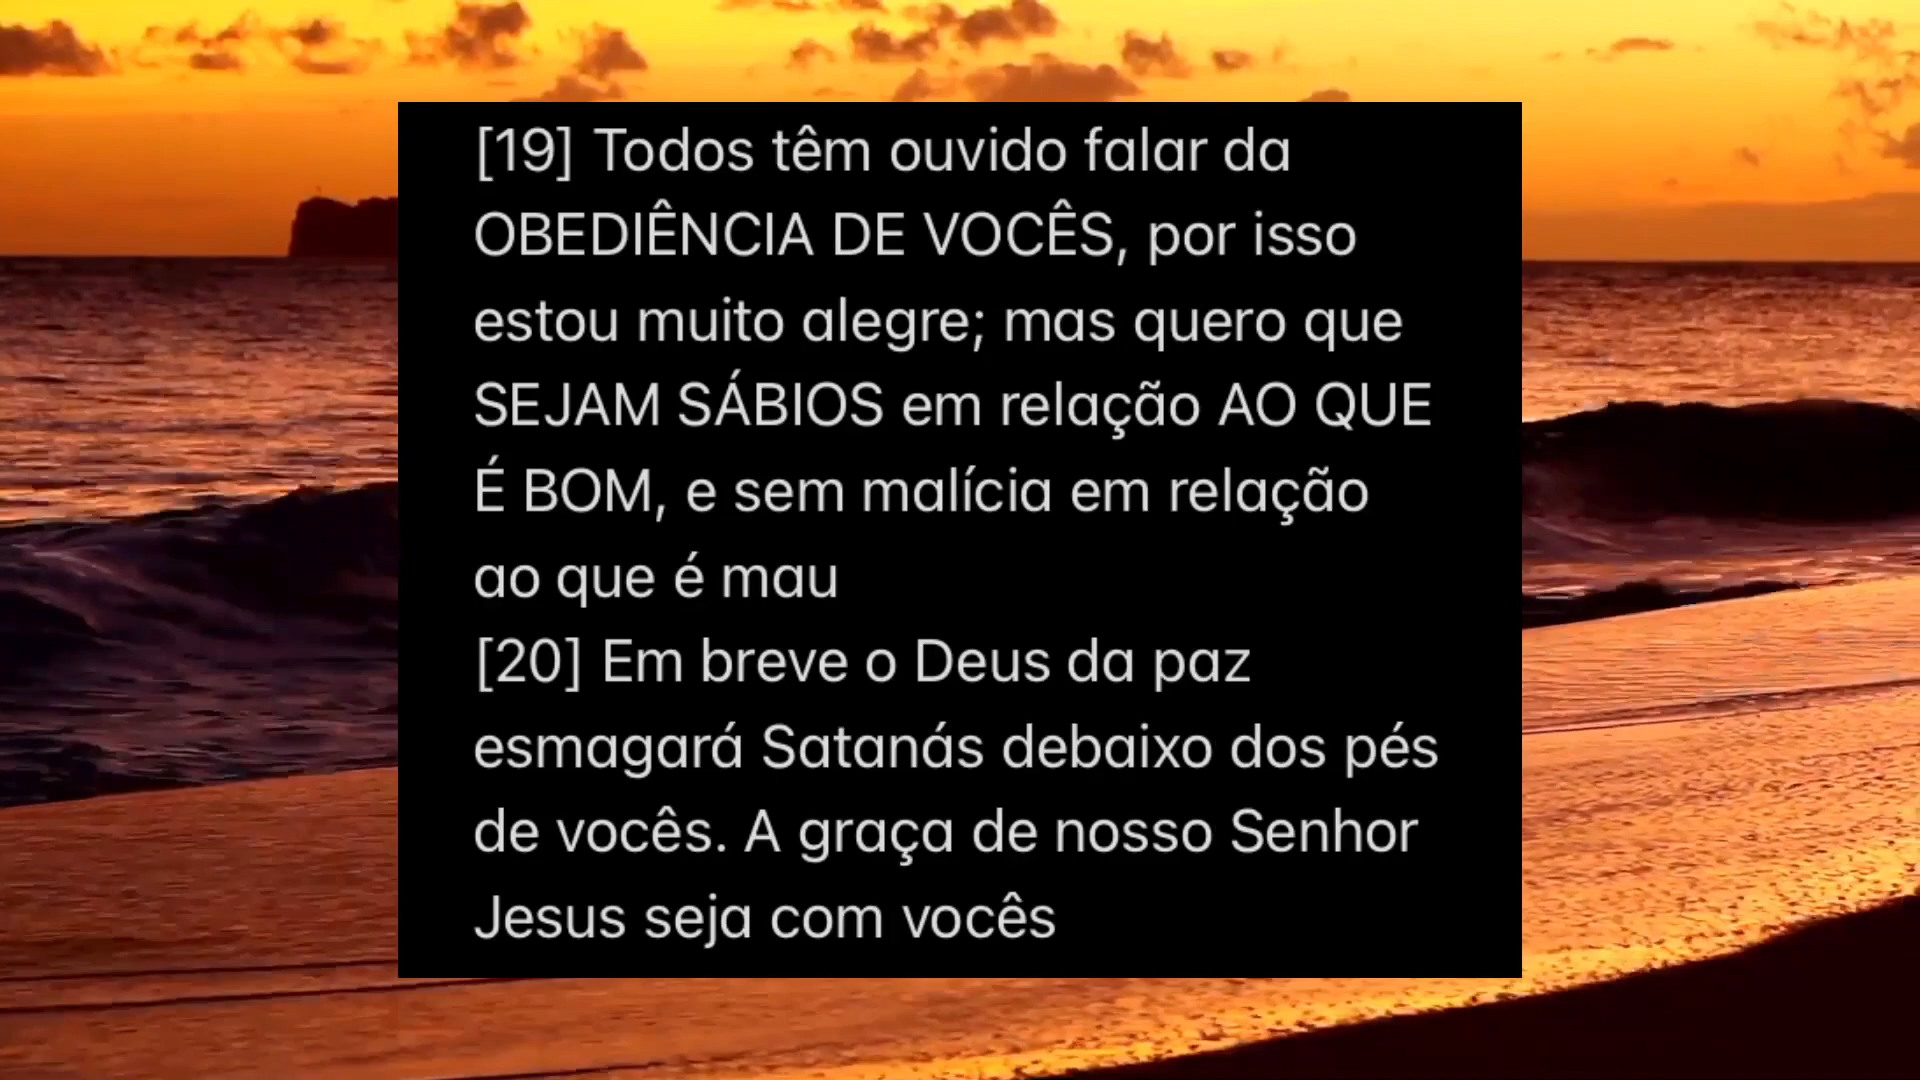 [19] Todos têm ouvido falar da
OBEDIÊNCIA DE VOCÊS, por isso
estou muito alegre; mas quero que
SEJAM SÁBIOS em relação AO QUE
É BOM, e sem malícia em relação
ao que é mau
[20] Em breve o Deus da paz
esmagará Satanás debaixo dos pés
de vocês. A graça de nosso Senhor
Jesus seja com vocês